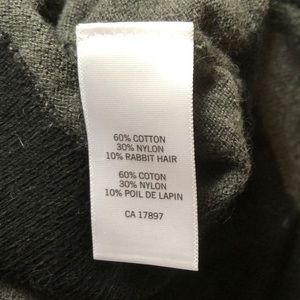 60% COTTON
30% NYLON
10% RABBIT HAIR
60% COTON
30% NYLON
10% POIL DE LAPIN
CA 17897